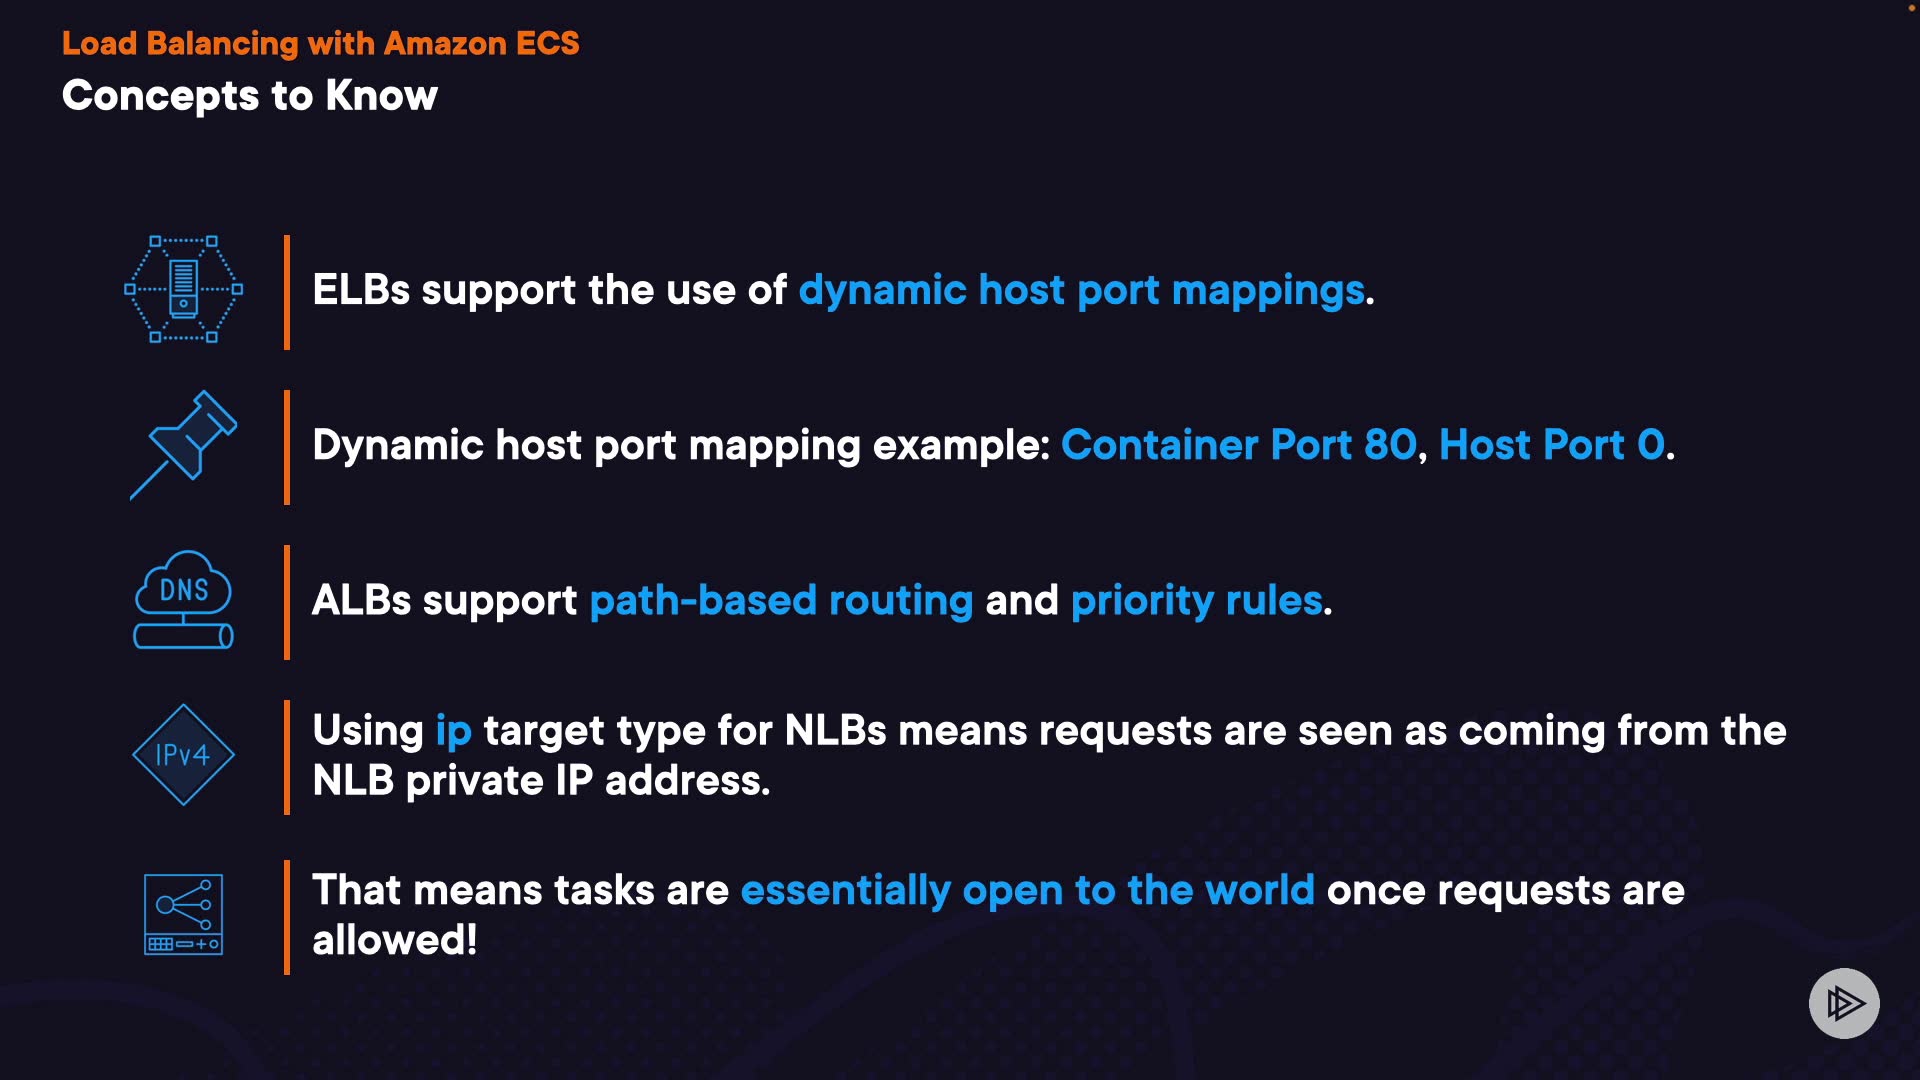 Load Balancing with Amazon ECS
Concepts to Know
ELBs support the use of dynamic host port mappings.
Dynamic host port mapping example: Container Port 80, Host Port 0.
DNS
ALBs support path-based routing and priority rules.
IPv4
Using ip target type for NLBs means requests are seen as coming from the
NLB private IP address.
That means tasks are essentially open to the world once requests are
allowed!